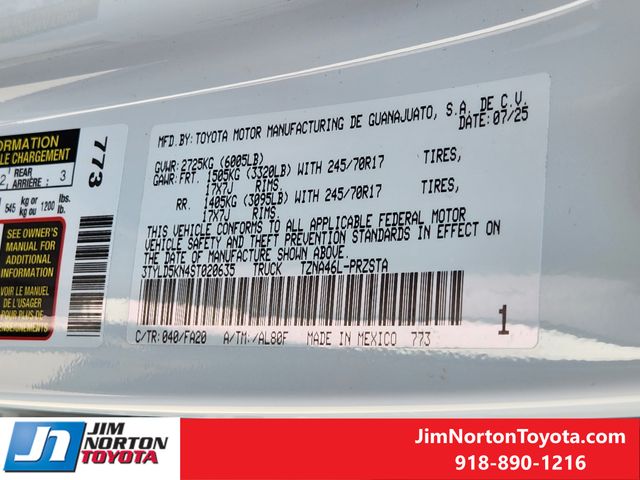 ORMATION
LE CHARGEMENT
2 REAR ARRIÈRE: 3
545 kg or 1200 lbs.
kg ou lb.
SEE OWNER'S
MANUAL FOR
ADDITIONAL
INFORMATION
LE MANUEL
DE L'USAGER
POUR PLUS DE
RENSEIGNEMENTS
773
MFD.BY:TOYOTA MOTOR MANUFACTURING DE GUANAJUATO, S.A. DE C.V.
DATE: 07/25
GVWR: 2725KG (6005LB)
GAWR: FRT. 1505KG (3320LB) WITH 245/70R17 TIRES,
17X7J RIMS.
RR. 1405KG (3095LB) WITH 245/70R17 TIRES,
17X7J RIMS.
THIS VEHICLE CONFORMS TO ALL APPLICABLE FEDERAL MOTOR
VEHICLE SAFETY AND THEFT PREVENTION STANDARDS IN EFFECT ON
THE DATE OF MANUFACTURE SHOWN ABOVE.
3TYLD5KN4ST020635 TRUCK TZNA46L-PRZSTA
C/TR: 040/FA20 A/TM:/AL80F MADE IN MEXICO 773
1
JIM
NORTON
TOYOTA
JimNortonToyota.com
918-890-1216